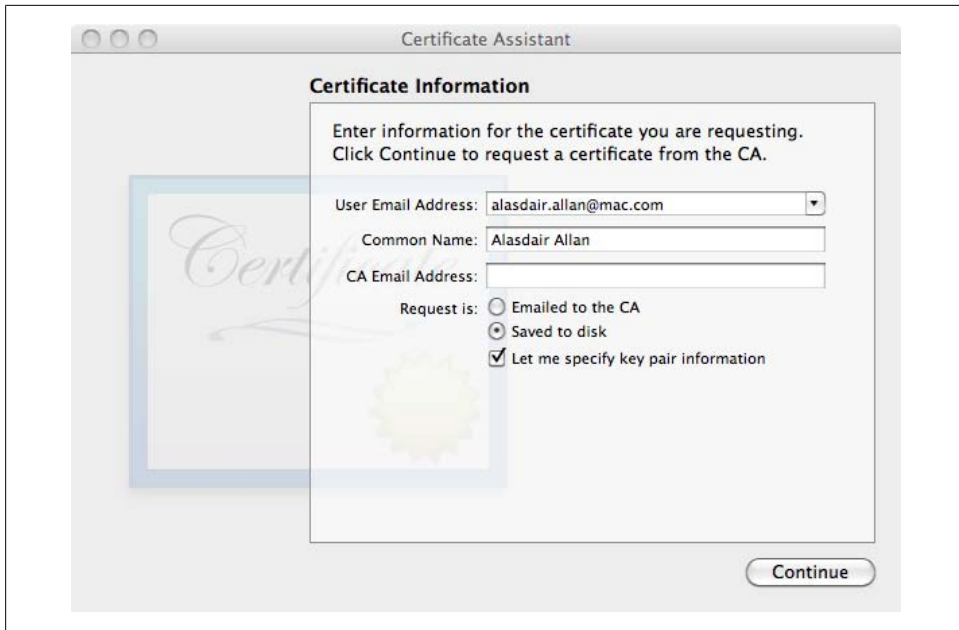 Certificate Assistant
Certificate Information
Enter information for the certificate you are requesting.
Click Continue to request a certificate from the CA.
Certificate
User Email Address: alasdair.allan@mac.com
Common Name: Alasdair Allan
CA Email Address:
Request is: Emailed to the CA
Saved to disk
Let me specify key pair information
Continue